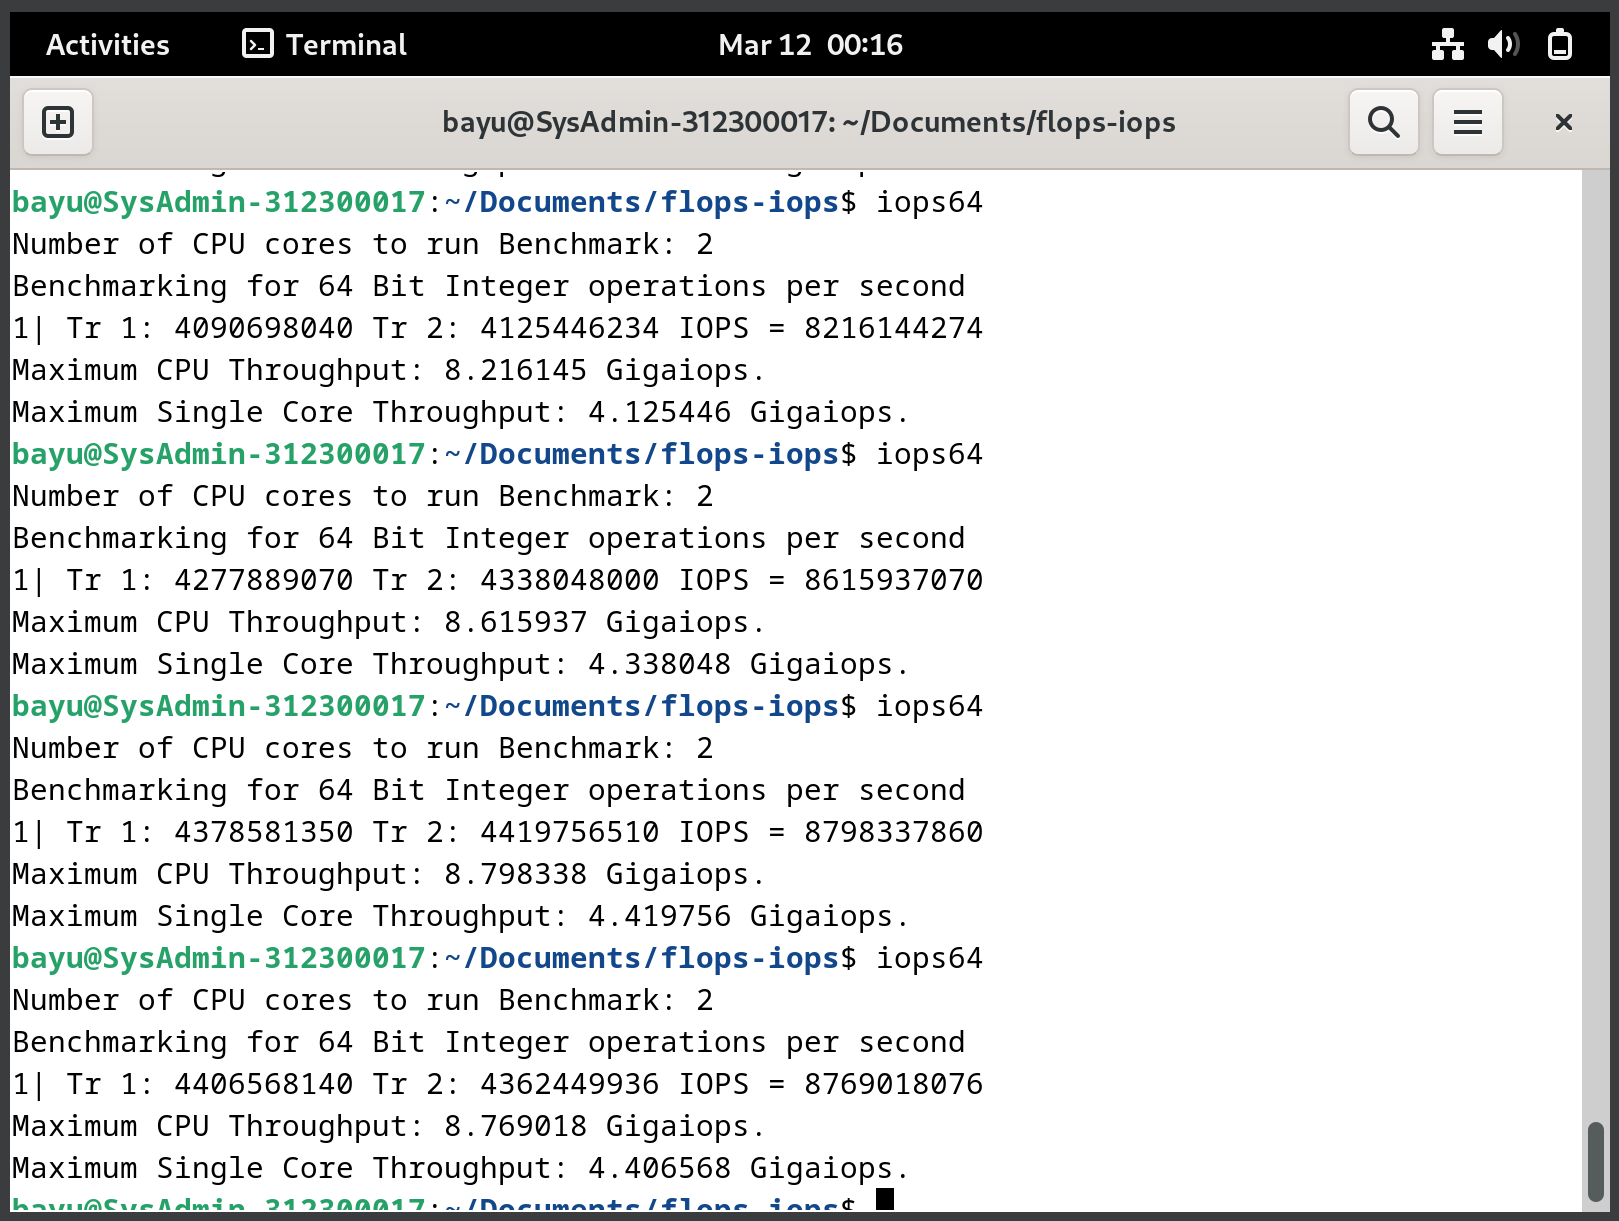 Activities Terminal Mar 12 00:16
bayu@SysAdmin-312300017: ~/Documents/flops-iops
bayu@SysAdmin-312300017:~/Documents/flops-iops$ iops64
Number of CPU cores to run Benchmark: 2
Benchmarking for 64 Bit Integer operations per second
1| Tr 1: 4090698040 Tr 2: 4125446234 IOPS = 8216144274
Maximum CPU Throughput: 8.216145 Gigaiops.
Maximum Single Core Throughput: 4.125446 Gigaiops.
bayu@SysAdmin-312300017:~/Documents/flops-iops$ iops64
Number of CPU cores to run Benchmark: 2
Benchmarking for 64 Bit Integer operations per second
1| Tr 1: 4277889070 Tr 2: 4338048000 IOPS = 8615937070
Maximum CPU Throughput: 8.615937 Gigaiops.
Maximum Single Core Throughput: 4.338048 Gigaiops.
bayu@SysAdmin-312300017:~/Documents/flops-iops$ iops64
Number of CPU cores to run Benchmark: 2
Benchmarking for 64 Bit Integer operations per second
1| Tr 1: 4378581350 Tr 2: 4419756510 IOPS = 8798337860
Maximum CPU Throughput: 8.798338 Gigaiops.
Maximum Single Core Throughput: 4.419756 Gigaiops.
bayu@SysAdmin-312300017:~/Documents/flops-iops$ iops64
Number of CPU cores to run Benchmark: 2
Benchmarking for 64 Bit Integer operations per second
1| Tr 1: 4406568140 Tr 2: 4362449936 IOPS = 8769018076
Maximum CPU Throughput: 8.769018 Gigaiops.
Maximum Single Core Throughput: 4.406568 Gigaiops.
bayu@SysAdmin-312300017:~/Documents/flops-iops$